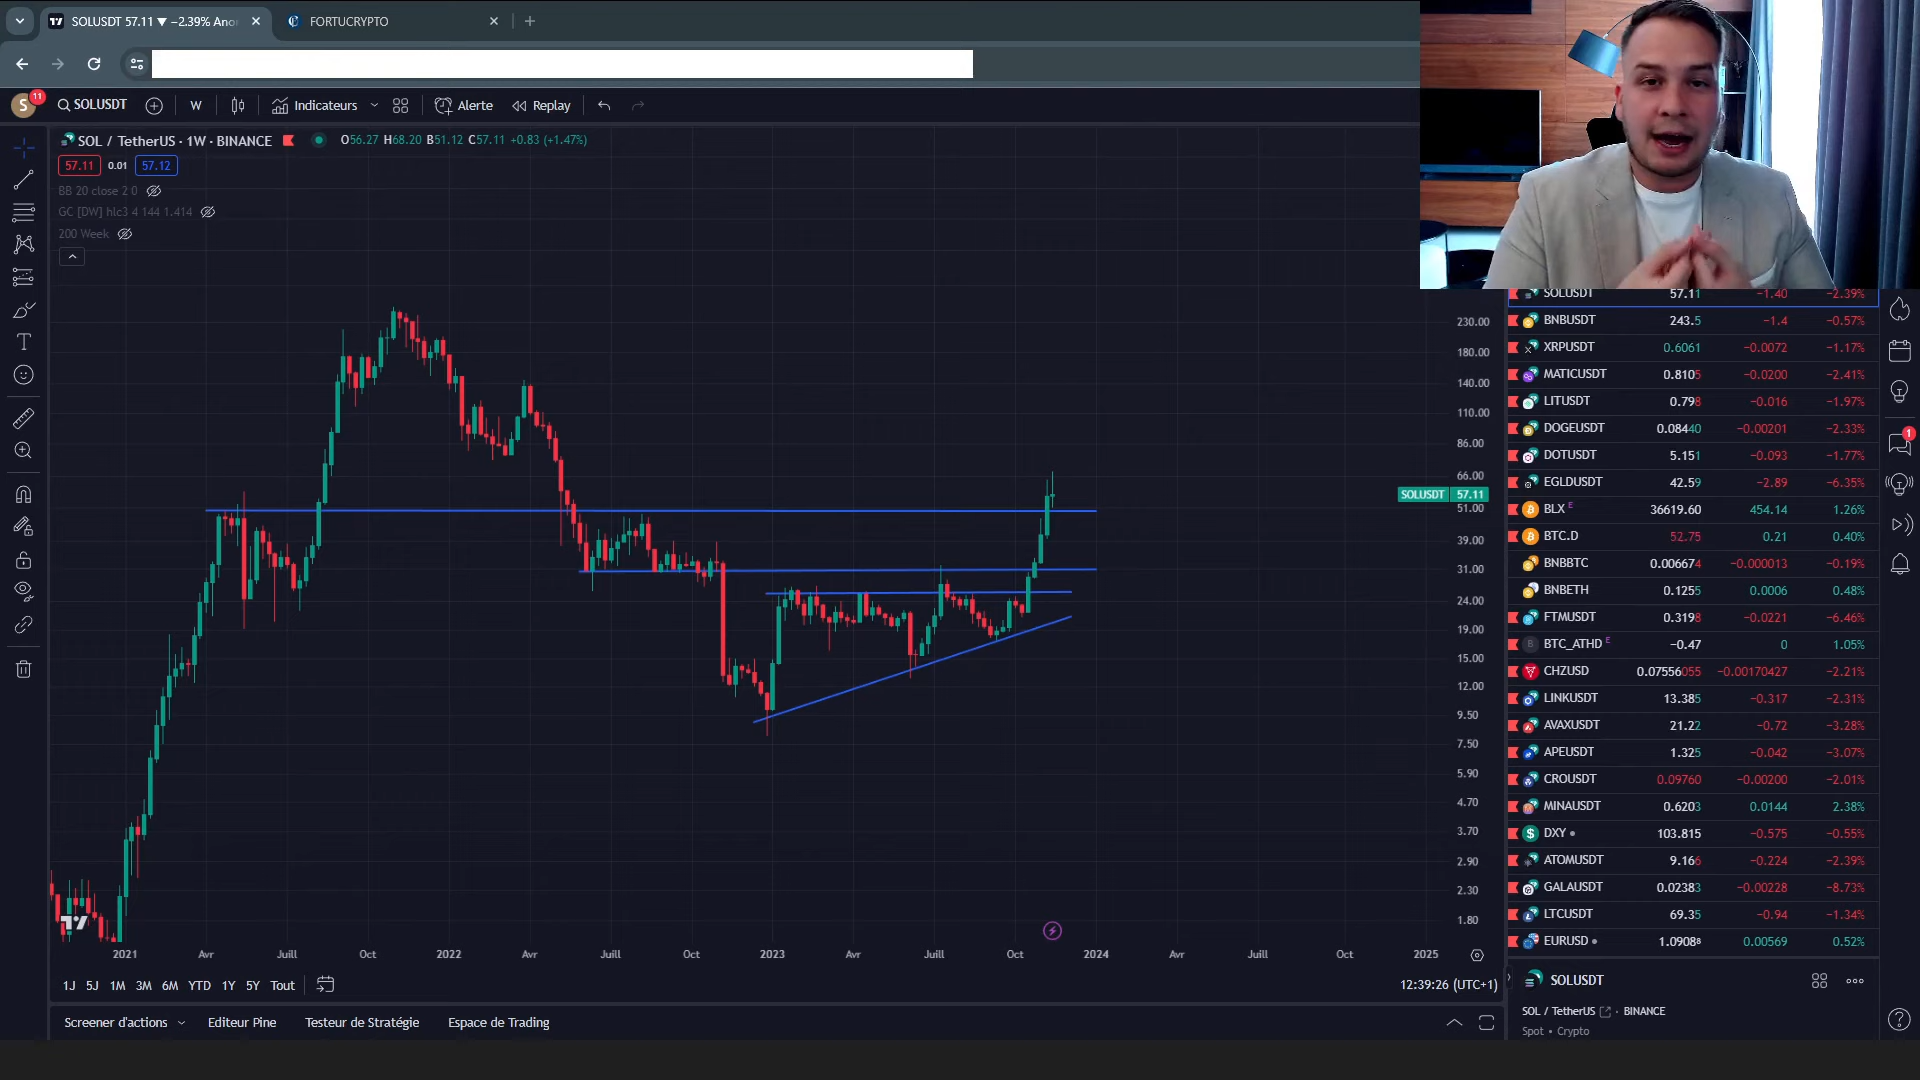 SOLUSDT 57.11 ▼ −2.39% Ano
FORTUCRYPTO
S
11
SOLUSDT
W
Indicateurs
Alerte
Replay
SOL / TetherUS · 1W · BINANCE
O56.27 H68.20 B51.12 C57.11 +0.83 (+1.47%)
57.11 0.01 57.12
BB 20 close 2 0
GC [DW] hlc3 4 144 1.414
200 Week
230.00
180.00
140.00
110.00
86.00
66.00
SOLUSDT 57.11
51.00
39.00
31.00
24.00
19.00
15.00
12.00
9.50
7.50
5.90
4.70
3.70
2.90
2.30
1.80
2021 Avr Juill Oct 2022 Avr Juill Oct 2023 Avr Juill Oct 2024 Avr Juill Oct 2025
1J 5J 1M 3M 6M YTD 1Y 5Y Tout
12:39:26 (UTC+1)
Screener d'actions Editeur Pine Testeur de Stratégie Espace de Trading
SOLUSDT 57.11 −1.40 −2.39%
BNBUSDT 243.5 −1.4 −0.57%
XRPUSDT 0.6061 −0.0072 −1.17%
MATICUSDT 0.8105 −0.0200 −2.41%
LITUSDT 0.798 −0.016 −1.97%
DOGEUSDT 0.08440 −0.00201 −2.33%
DOTUSDT 5.151 −0.093 −1.77%
EGLDUSDT 42.59 −2.89 −6.35%
BLX E 36619.60 454.14 1.26%
BTC.D 52.75 0.21 0.40%
BNBBTC 0.006674 −0.000013 −0.19%
BNBETH 0.1255 0.0006 0.48%
FTMUSDT 0.3198 −0.0221 −6.46%
BTC_ATHD E −0.47 0 1.05%
CHZUSD 0.07556055 −0.00170427 −2.21%
LINKUSDT 13.385 −0.317 −2.31%
AVAXUSDT 21.22 −0.72 −3.28%
APEUSDT 1.325 −0.042 −3.07%
CROUSDT 0.09760 −0.00200 −2.01%
MINAUSDT 0.6203 0.0144 2.38%
DXY 103.815 −0.575 −0.55%
ATOMUSDT 9.166 −0.224 −2.39%
GALAUSDT 0.02383 −0.00228 −8.73%
LTCUSDT 69.35 −0.94 −1.34%
EURUSD 1.09088 0.00569 0.52%
SOLUSDT
SOL / TetherUS · BINANCE
Spot • Crypto
1